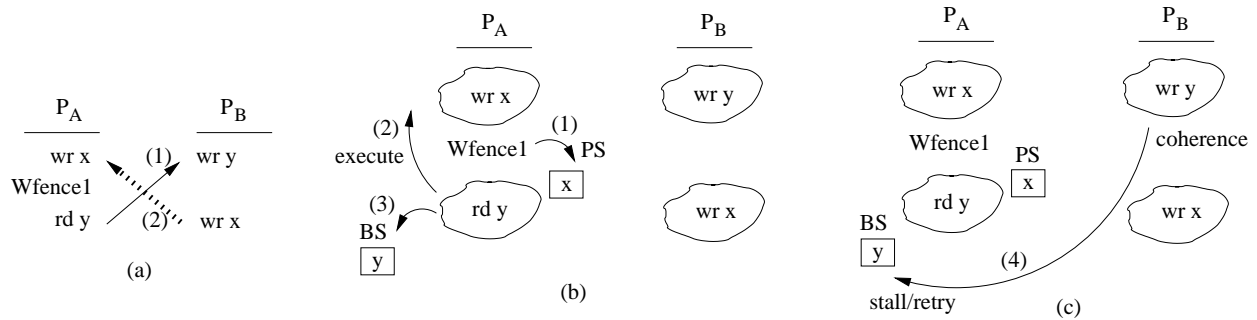 P_A P_B
wr x (1) wr y
Wfence1
rd y (2) wr x
(a)
P_A P_B
wr x wr y
(2) Wfence1 (1) PS
execute x
(3) rd y wr x
BS
y
(b)
P_A P_B
wr x wr y
Wfence1 PS coherence
rd y x wr x
BS
y (4)
stall/retry (c)